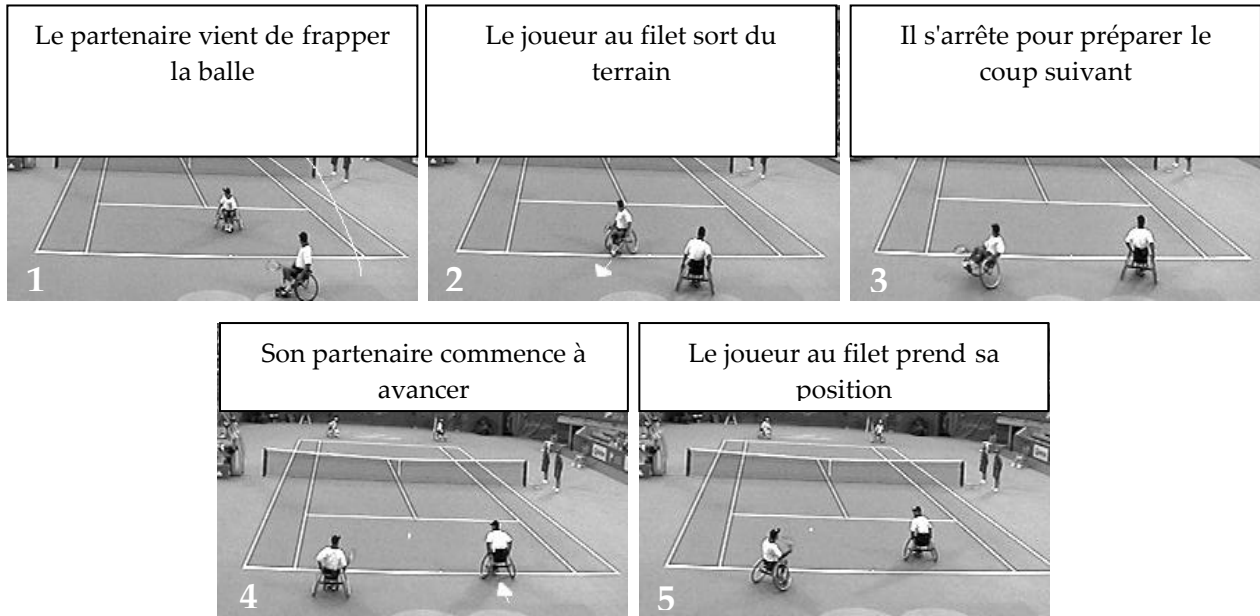 Le partenaire vient de frapper
la balle
Le joueur au filet sort du
terrain
Il s'arrête pour préparer le
coup suivant
1
2
3
Son partenaire commence à
avancer
Le joueur au filet prend sa
position
4
5